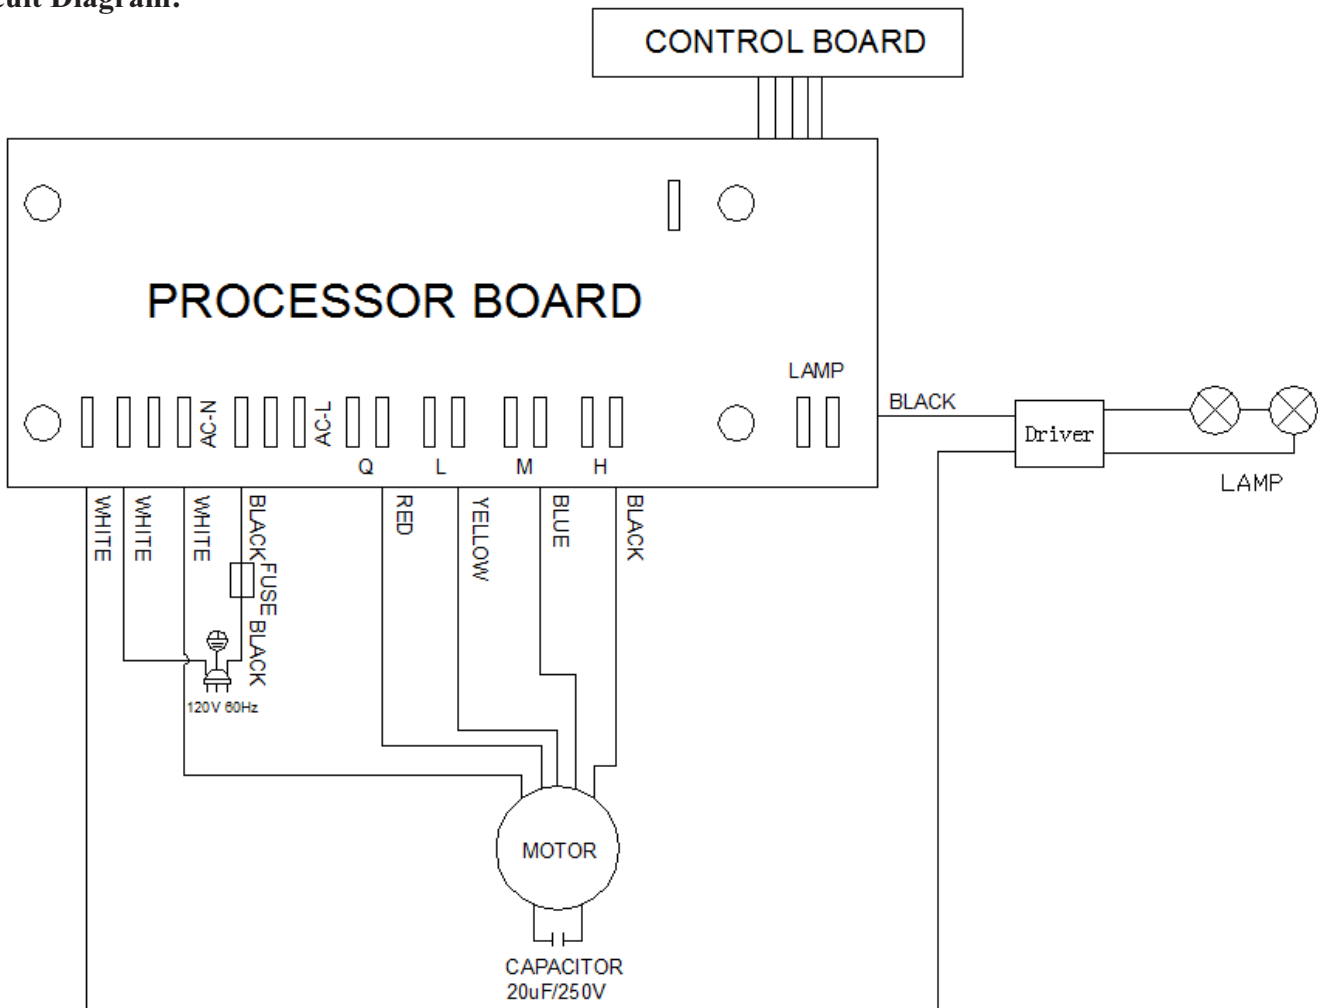 cuit Diagram:
CONTROL BOARD
PROCESSOR BOARD
LAMP
AC-N
AC-L
Q
L
M
H
BLACK
Driver
LAMP
WHITE
WHITE
WHITE
BLACK
FUSE
BLACK
RED
YELLOW
BLUE
BLACK
120V 60Hz
MOTOR
CAPACITOR
20uF/250V